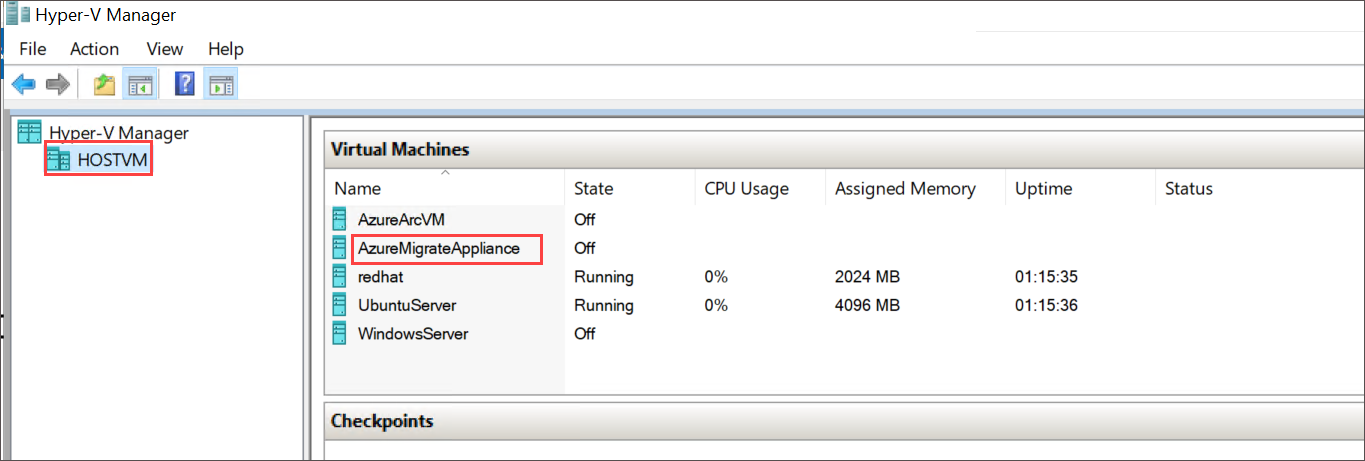 Hyper-V Manager
File Action View Help
Hyper-V Manager
HOSTVM
Virtual Machines
Name State CPU Usage Assigned Memory Uptime Status
AzureArcVM Off
AzureMigrateAppliance Off
redhat Running 0% 2024 MB 01:15:35
UbuntuServer Running 0% 4096 MB 01:15:36
WindowsServer Off
Checkpoints